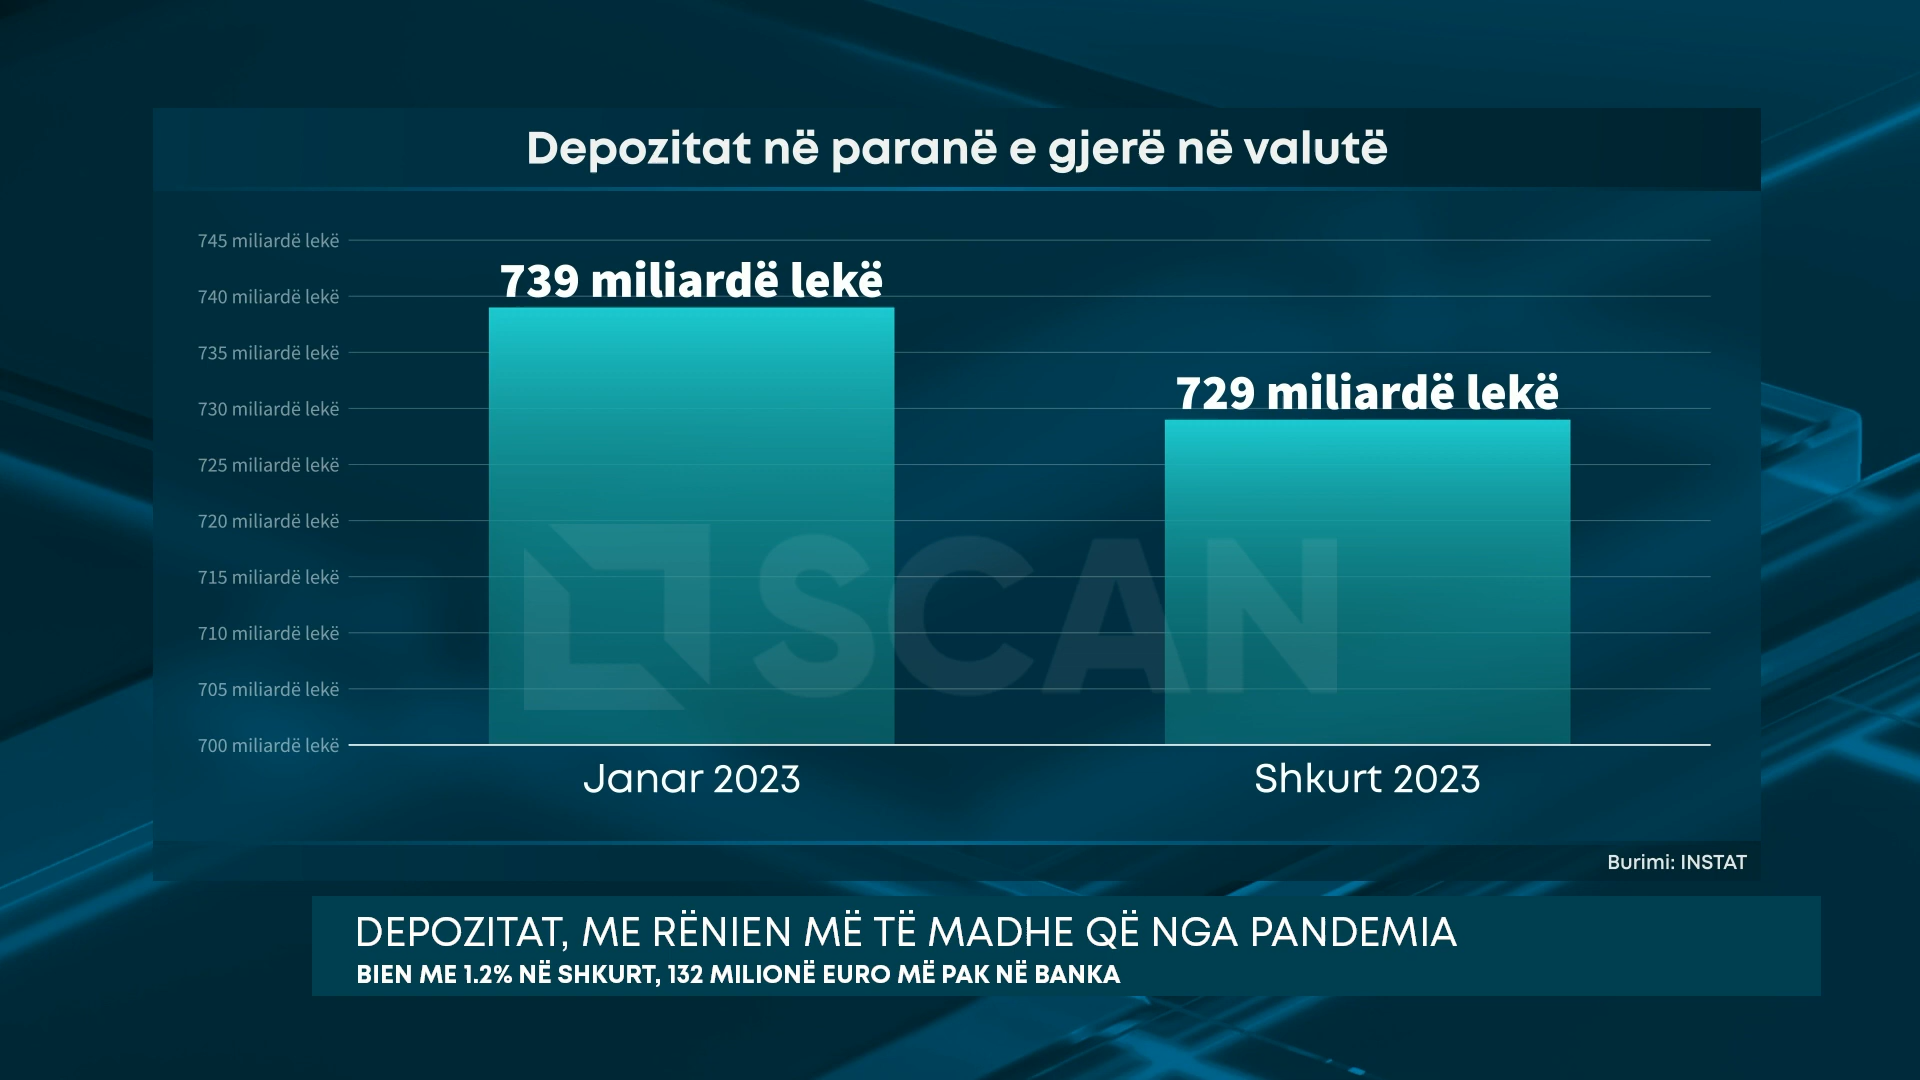 Depozitat në paranë e gjerë në valutë
745 miliardë lekë
739 miliardë lekë
740 miliardë lekë
735 miliardë lekë
729 miliardë lekë
730 miliardë lekë
725 miliardë lekë
720 miliardë lekë
715 miliardë lekë
SCAN
710 miliardë lekë
705 miliardë lekë
700 miliardë lekë
Janar 2023
Shkurt 2023
Burimi: INSTAT
DEPOZITAT, ME RËNIEN MË TË MADHE QË NGA PANDEMIA
BIEN ME 1.2% NË SHKURT, 132 MILIONË EURO MË PAK NË BANKA